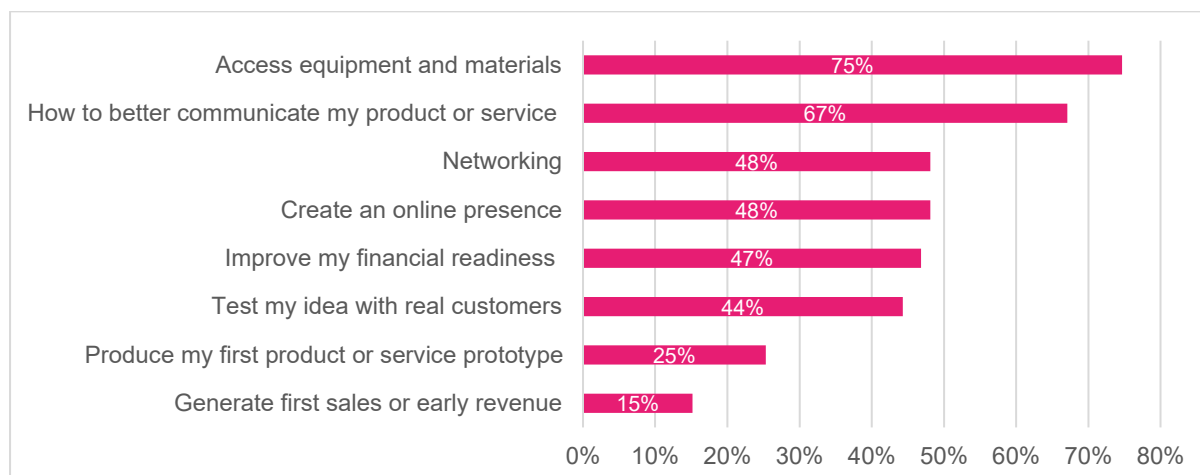 Access equipment and materials 75%
How to better communicate my product or service 67%
Networking 48%
Create an online presence 48%
Improve my financial readiness 47%
Test my idea with real customers 44%
Produce my first product or service prototype 25%
Generate first sales or early revenue 15%
0% 10% 20% 30% 40% 50% 60% 70% 80%